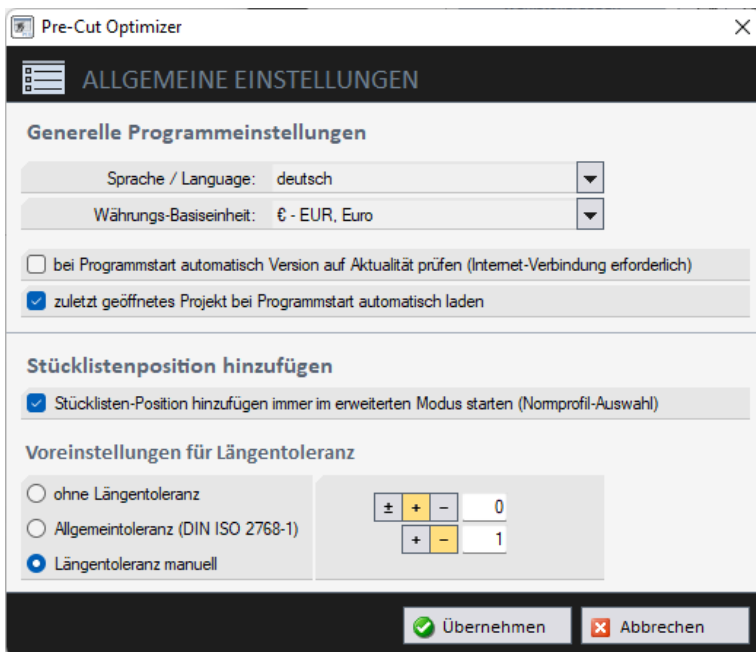 Pre-Cut Optimizer
ALLGEMEINE EINSTELLUNGEN
Generelle Programmeinstellungen
Sprache / Language: deutsch
Währungs-Basiseinheit: € - EUR, Euro
bei Programmstart automatisch Version auf Aktualität prüfen (Internet-Verbindung erforderlich)
zuletzt geöffnetes Projekt bei Programmstart automatisch laden
Stücklistenposition hinzufügen
Stücklisten-Position hinzufügen immer im erweiterten Modus starten (Normprofil-Auswahl)
Voreinstellungen für Längentoleranz
ohne Längentoleranz
Allgemeintoleranz (DIN ISO 2768-1)
Längentoleranz manuell
± + − 0
+ − 1
Übernehmen Abbrechen